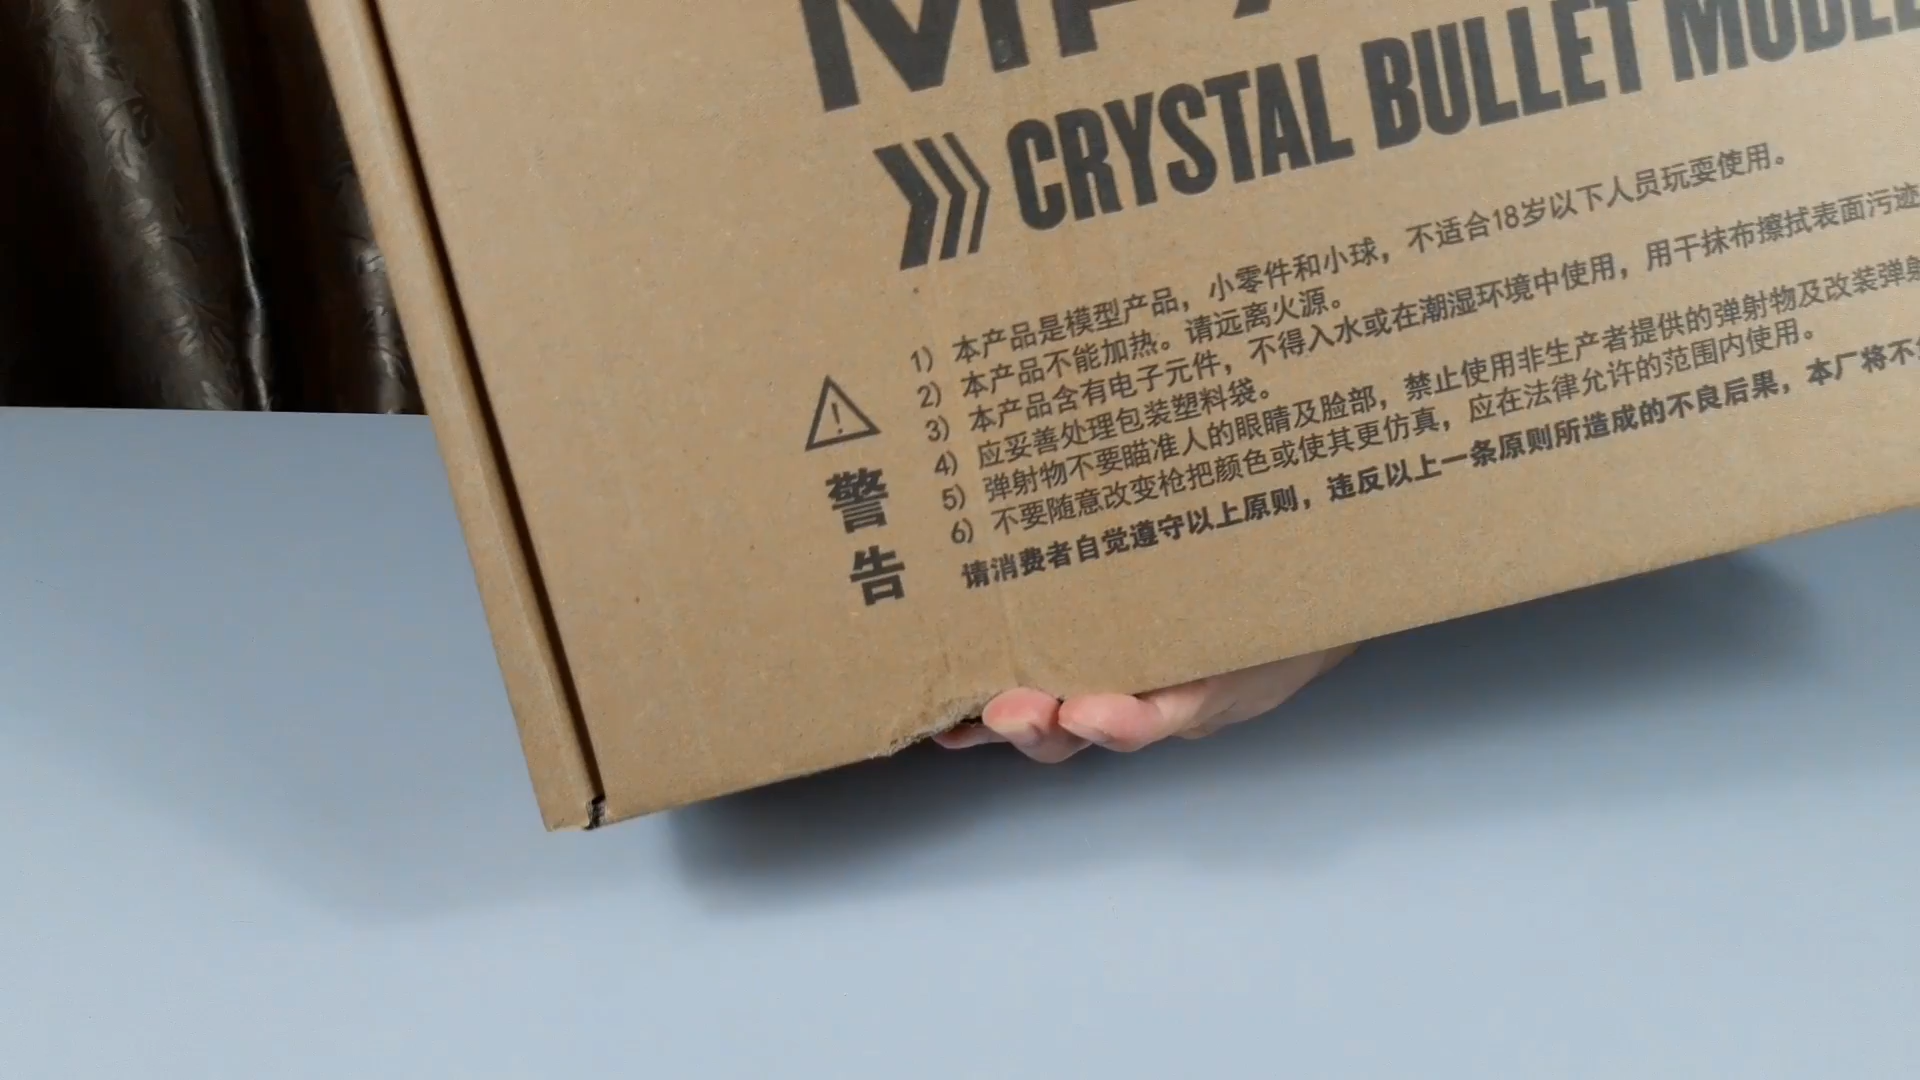 CRYSTAL BULLET MODEL
警告
1) 本产品是模型产品，小零件和小球，不适合18岁以下人员玩耍使用。
2) 本产品不能加热。请远离火源。
3) 本产品含有电子元件，不得入水或在潮湿环境中使用，用干抹布擦拭表面污迹
4) 应妥善处理包装塑料袋。
5) 弹射物不要瞄准人的眼睛及脸部，禁止使用非生产者提供的弹射物及改装弹射
6) 不要随意改变枪把颜色或使其更仿真，应在法律允许的范围内使用。
请消费者自觉遵守以上原则，违反以上一条原则所造成的不良后果，本厂将不